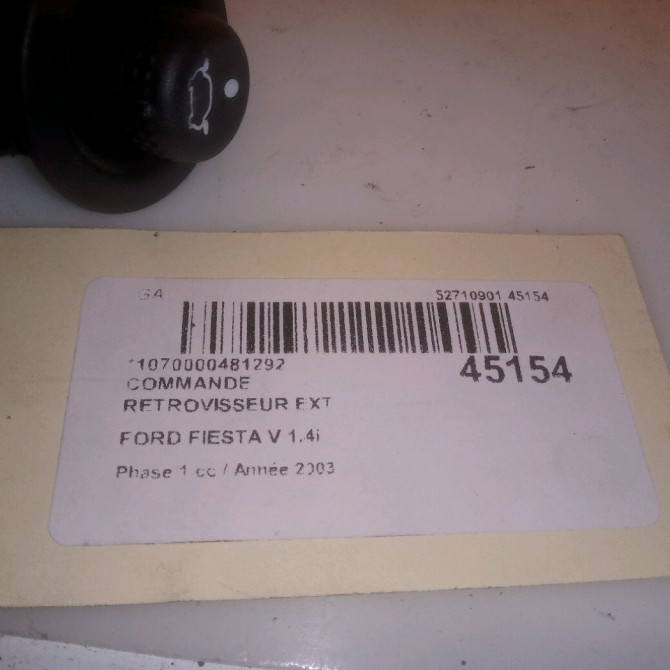 GA 52710901 45154
*1070000481292 45154
COMMANDE
RETROVISSEUR EXT
FORD FIESTA V 1.4i
Phase 1 cc / Année 2003